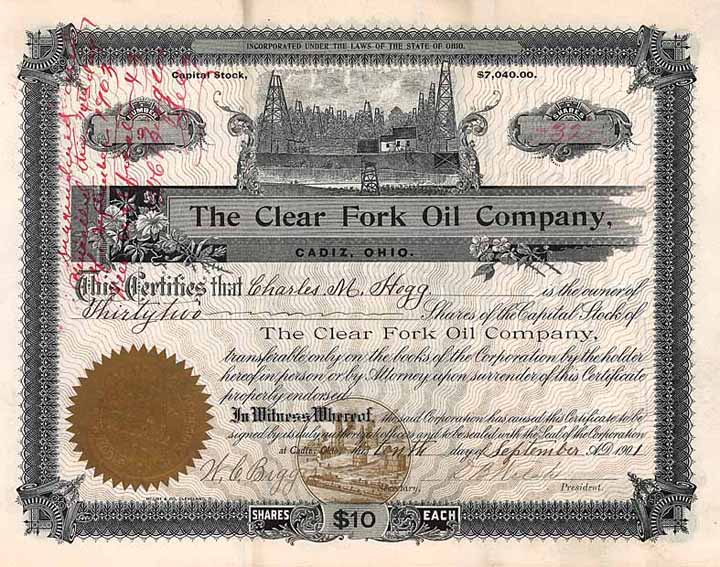 INCORPORATED UNDER THE LAWS OF THE STATE OF OHIO.
Capital Stock, $7,040.00.
NUMBER
SHARES
32
The Clear Fork Oil Company,
CADIZ, OHIO.
This Certifies that Charles M. Hogg is the owner of
Thirtytwo Shares of the Capital Stock of
The Clear Fork Oil Company,
transferable only on the books of the Corporation by the holder
hereof in person or by Attorney upon surrender of this Certificate
properly endorsed.
In Witness Whereof, the said Corporation has caused this Certificate to be
signed by its duly authorized officers and to be sealed with the Seal of the Corporation
at Cadiz, Ohio, this tenth day of September A.D. 1901
Secretary, President.
SHARES $10 EACH